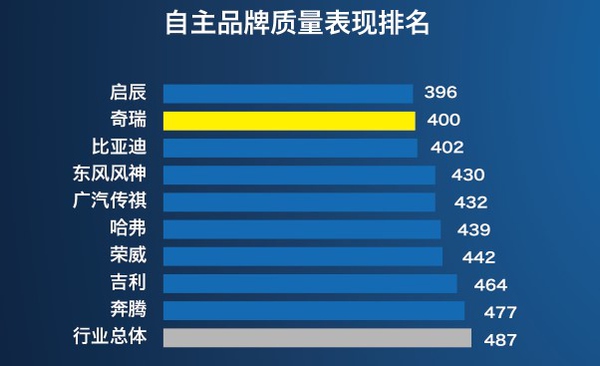 自主品牌质量表现排名
启辰 396
奇瑞 400
比亚迪 402
东风风神 430
广汽传祺 432
哈弗 439
荣威 442
吉利 464
奔腾 477
行业总体 487